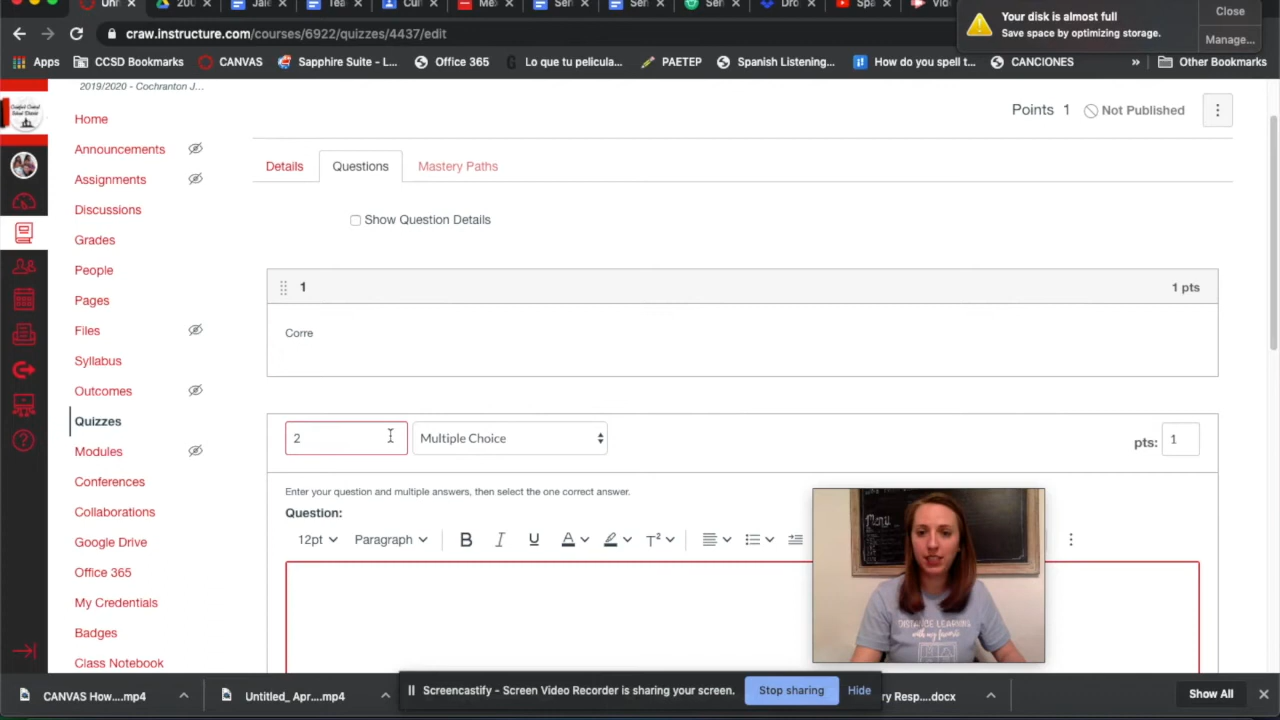 Your disk is almost full
Save space by optimizing storage.
Close
Manage...
craw.instructure.com/courses/6922/quizzes/4437/edit
Apps
CCSD Bookmarks
CANVAS
Sapphire Suite - L...
Office 365
Lo que tu pelicula...
PAETEP
Spanish Listening...
How do you spell t...
CANCIONES
»
Other Bookmarks
2019/2020 - Cochranton J...
Home
Announcements
Assignments
Discussions
Grades
People
Pages
Files
Syllabus
Outcomes
Quizzes
Modules
Conferences
Collaborations
Google Drive
Office 365
My Credentials
Badges
Class Notebook
Points 1 Not Published
Details
Questions
Mastery Paths
Show Question Details
1
1 pts
Corre
2
Multiple Choice
pts: 1
Enter your question and multiple answers, then select the one correct answer.
Question:
12pt
Paragraph
B I U A T²
Menu
DISTANCE LEARNING
with my favorite
CANVAS How....mp4
Untitled_ Apr....mp4
Screencastify - Screen Video Recorder is sharing your screen.
Stop sharing
Hide
ry Resp....docx
Show All